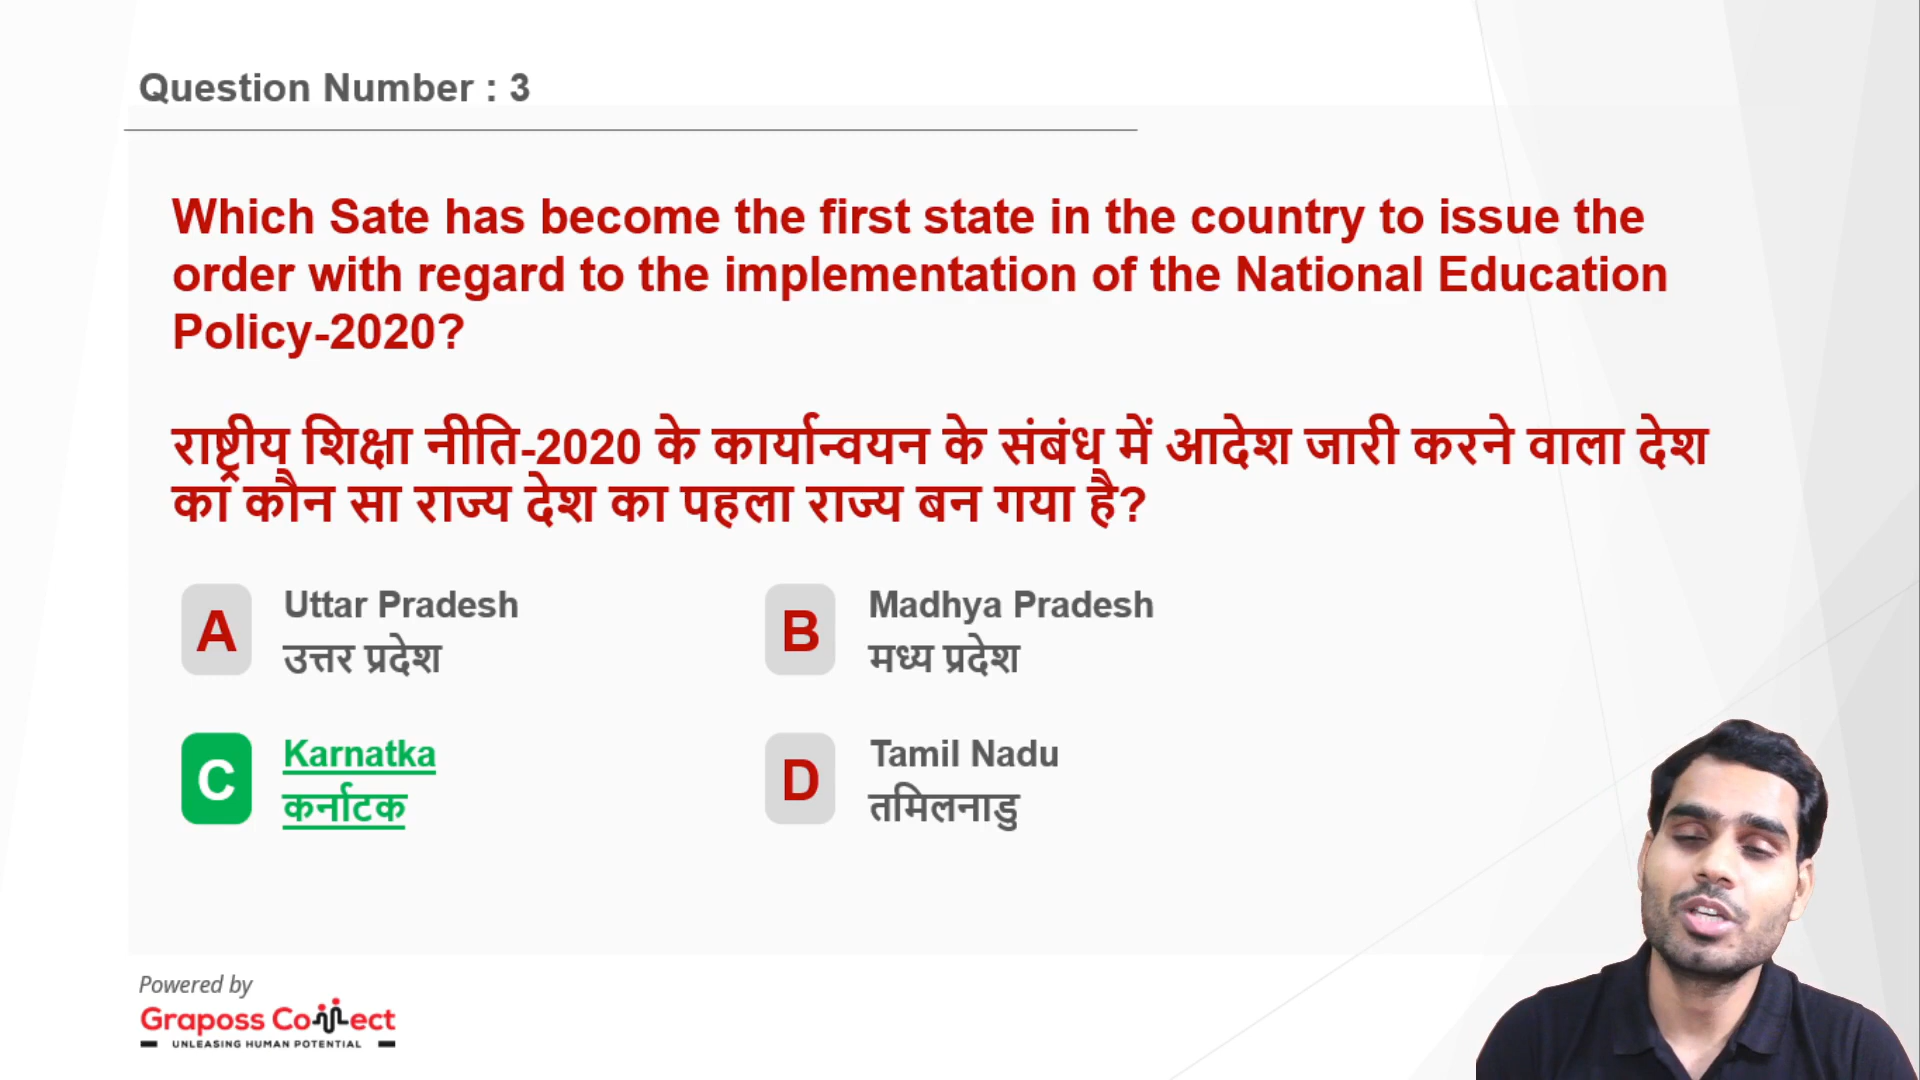 Question Number : 3
Which Sate has become the first state in the country to issue the
order with regard to the implementation of the National Education
Policy-2020?
राष्ट्रीय शिक्षा नीति-2020 के कार्यान्वयन के संबंध में आदेश जारी करने वाला देश
का कौन सा राज्य देश का पहला राज्य बन गया है?
A
Uttar Pradesh
उत्तर प्रदेश
B
Madhya Pradesh
मध्य प्रदेश
C
Karnatka
कर्नाटक
D
Tamil Nadu
तमिलनाडु
Powered by
Graposs Connect
UNLEASING HUMAN POTENTIAL